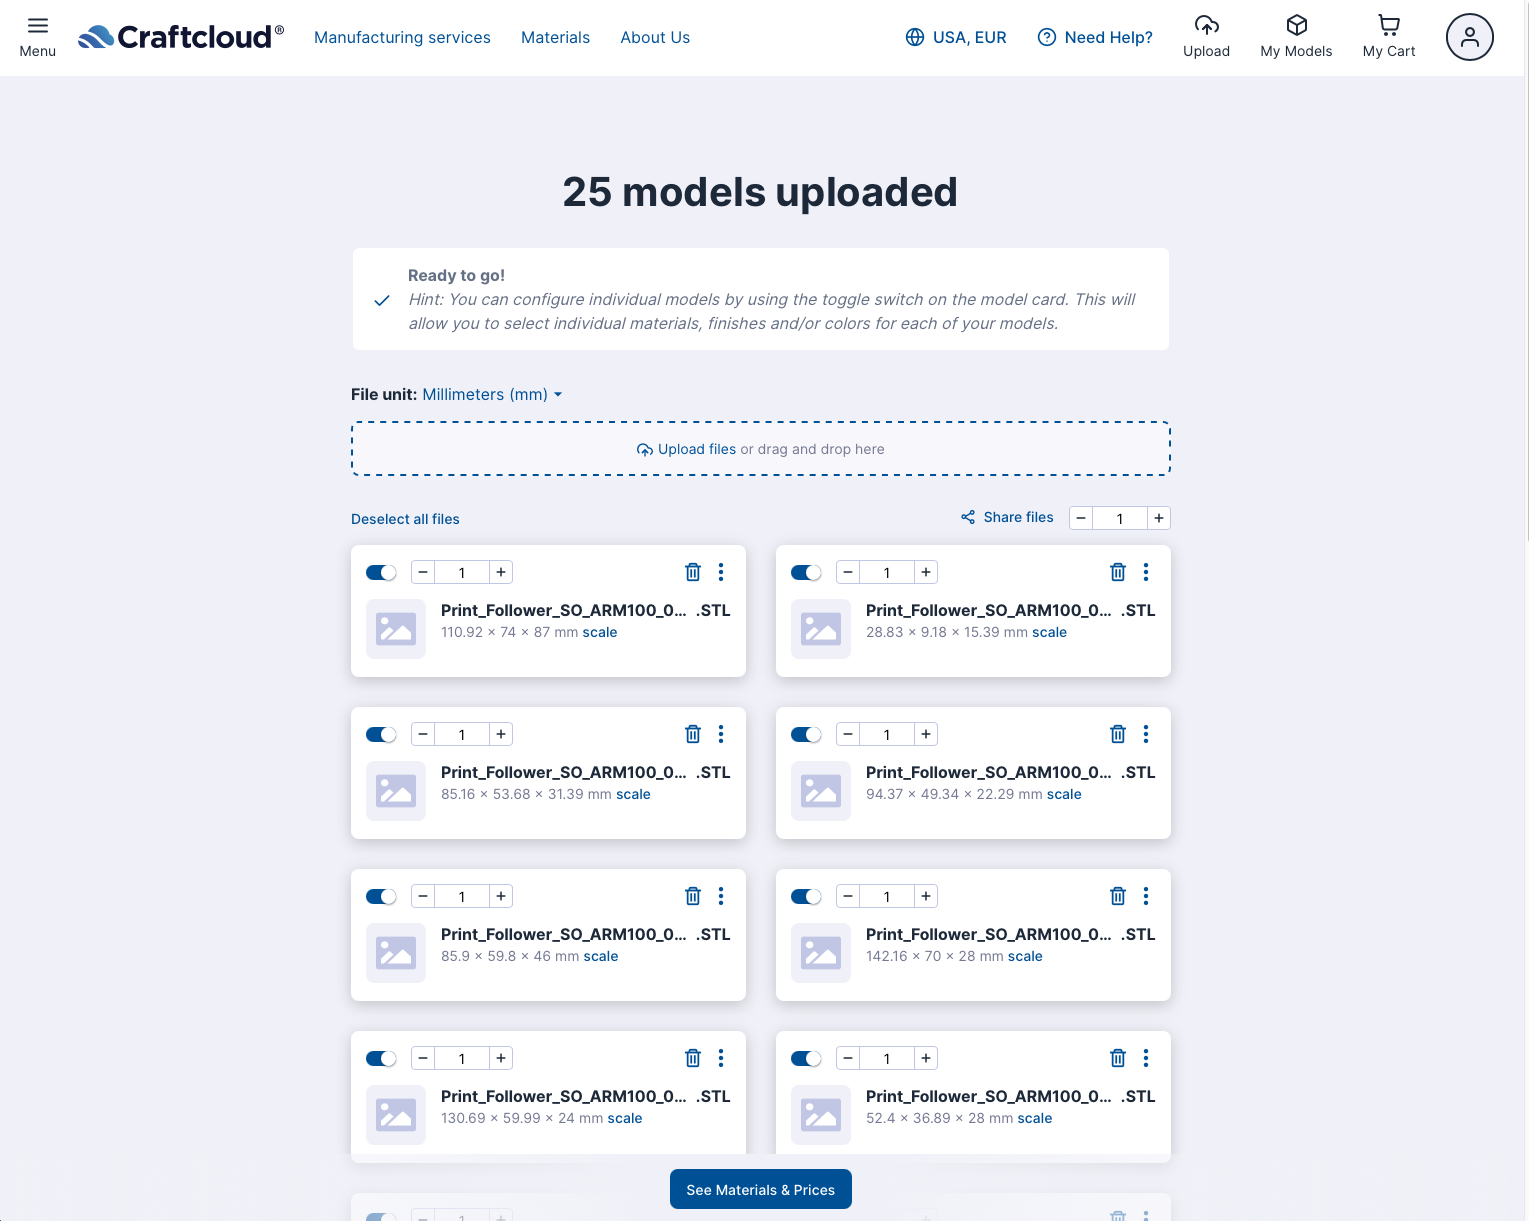 Menu
Craftcloud®
Manufacturing services
Materials
About Us
USA, EUR
Need Help?
Upload
My Models
My Cart
25 models uploaded
Ready to go!
Hint: You can configure individual models by using the toggle switch on the model card. This will
allow you to select individual materials, finishes and/or colors for each of your models.
File unit: Millimeters (mm)
Upload files or drag and drop here
Deselect all files
Share files
− 1 +
− 1 +
Print_Follower_SO_ARM100_0... .STL
110.92 × 74 × 87 mm scale
− 1 +
Print_Follower_SO_ARM100_0... .STL
28.83 × 9.18 × 15.39 mm scale
− 1 +
Print_Follower_SO_ARM100_0... .STL
85.16 × 53.68 × 31.39 mm scale
− 1 +
Print_Follower_SO_ARM100_0... .STL
94.37 × 49.34 × 22.29 mm scale
− 1 +
Print_Follower_SO_ARM100_0... .STL
85.9 × 59.8 × 46 mm scale
− 1 +
Print_Follower_SO_ARM100_0... .STL
142.16 × 70 × 28 mm scale
− 1 +
Print_Follower_SO_ARM100_0... .STL
130.69 × 59.99 × 24 mm scale
− 1 +
Print_Follower_SO_ARM100_0... .STL
52.4 × 36.89 × 28 mm scale
See Materials & Prices
− 1 +
− 1 +